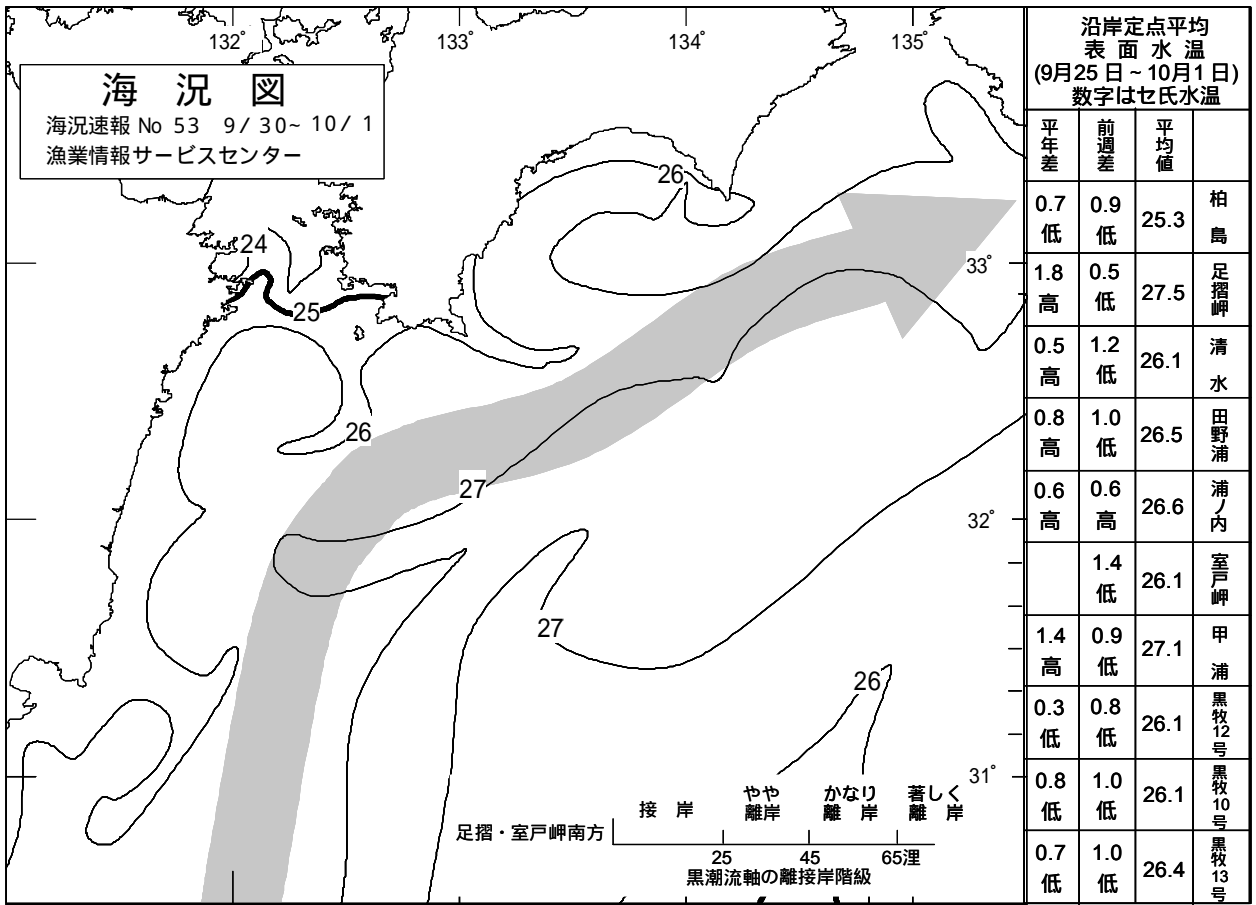 132°
133°
134°
135°
海況図
海況速報 No 53 9/30~10/1
漁業情報サービスセンター
26
24
25
33°
26
27
32°
27
26
31°
接岸
やや離岸
かなり離岸
著しく離岸
足摺・室戸岬南方
25 45 65浬
黒潮流軸の離接岸階級
沿岸定点平均
表面水温
(9月25日~10月1日)
数字はセ氏水温
平年差 前週差 平均値
0.7低 0.9低 25.3 柏島
1.8高 0.5低 27.5 足摺岬
0.5高 1.2低 26.1 清水
0.8高 1.0低 26.5 田野浦
0.6高 0.6高 26.6 浦ノ内
1.4低 26.1 室戸岬
1.4高 0.9低 27.1 甲浦
0.3低 0.8低 26.1 黒牧12号
0.8低 1.0低 26.1 黒牧10号
0.7低 1.0低 26.4 黒牧13号